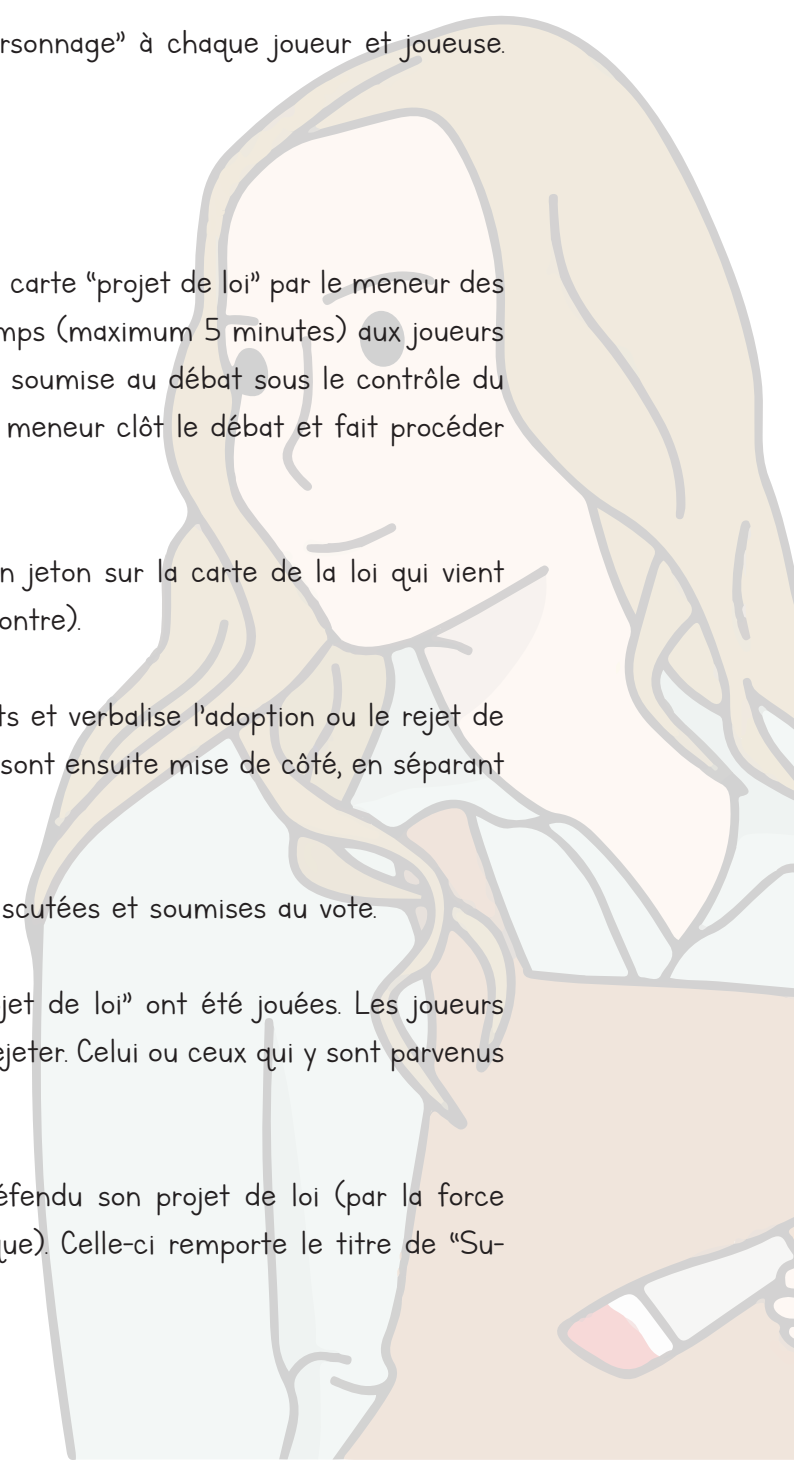 rsonnage” à chaque joueur et joueuse.
carte “projet de loi” par le meneur des
mps (maximum 5 minutes) aux joueurs
soumise au débat sous le contrôle du
meneur clôt le débat et fait procéder
n jeton sur la carte de la loi qui vient
ontre).
ts et verbalise l’adoption ou le rejet de
sont ensuite mise de côté, en séparant
scutées et soumises au vote.
jet de loi” ont été jouées. Les joueurs
ejeter. Celui ou ceux qui y sont parvenus
éfendu son projet de loi (par la force
que). Celle-ci remporte le titre de “Su-